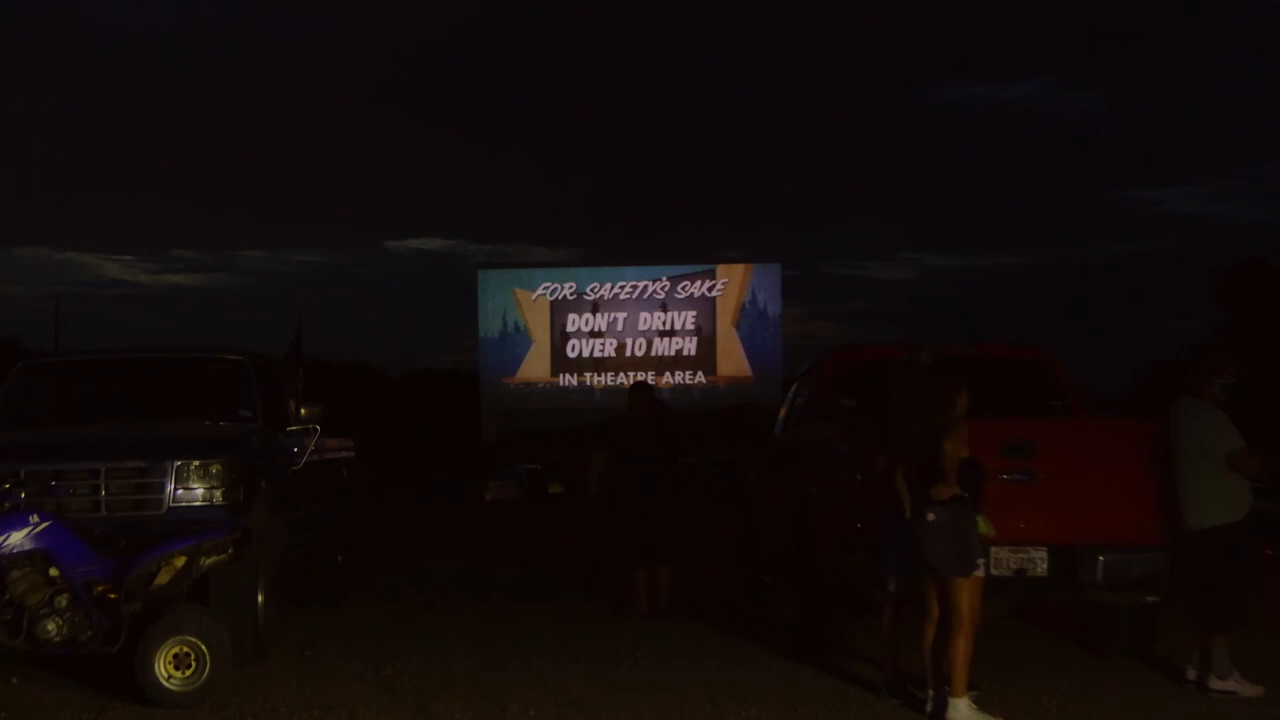 FOR SAFETY'S SAKE
DON'T DRIVE
OVER 10 MPH
IN THEATRE AREA